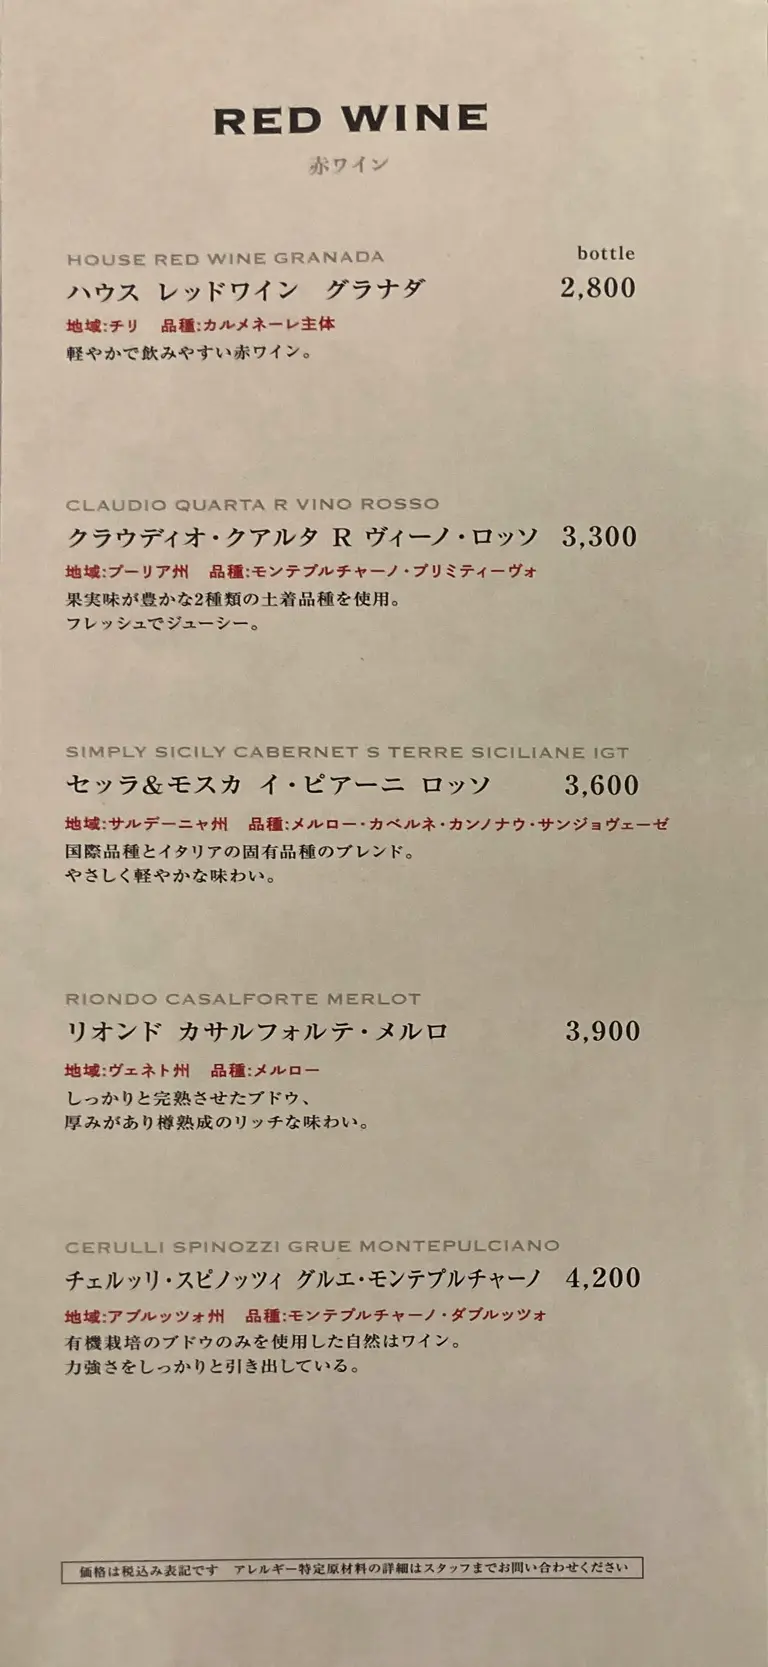 RED WINE
赤ワイン
HOUSE RED WINE GRANADA
bottle
ハウス レッドワイン グラナダ 2,800
地域:チリ 品種:カルメネーレ主体
軽やかで飲みやすい赤ワイン。
CLAUDIO QUARTA R VINO ROSSO
クラウディオ・クアルタ R ヴィーノ・ロッソ 3,300
地域:プーリア州 品種:モンテプルチャーノ・プリミティーヴォ
果実味が豊かな2種類の土着品種を使用。
フレッシュでジューシー。
SIMPLY SICILY CABERNET S TERRE SICILIANE IGT
セッラ&モスカ イ・ピアーニ ロッソ 3,600
地域:サルデーニャ州 品種:メルロー・カベルネ・カンノナウ・サンジョヴェーゼ
国際品種とイタリアの固有品種のブレンド。
やさしく軽やかな味わい。
RIONDO CASALFORTE MERLOT
リオンド カサルフォルテ・メルロ 3,900
地域:ヴェネト州 品種:メルロー
しっかりと完熟させたブドウ、
厚みがあり樽熟成のリッチな味わい。
CERULLI SPINOZZI GRUE MONTEPULCIANO
チェルッリ・スピノッツィ グルエ・モンテプルチャーノ 4,200
地域:アブルッツォ州 品種:モンテプルチャーノ・ダブルッツォ
有機栽培のブドウのみを使用した自然はワイン。
力強さをしっかりと引き出している。
価格は税込み表記です アレルギー特定原材料の詳細はスタッフまでお問い合わせください